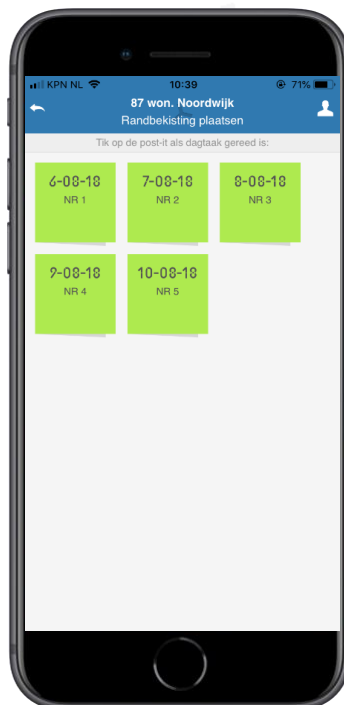 KPN NL 10:39 71%
87 won. Noordwijk
Randbekisting plaatsen
Tik op de post-it als dagtaak gereed is:
6-08-18 7-08-18 8-08-18
NR 1 NR 2 NR 3
9-08-18 10-08-18
NR 4 NR 5